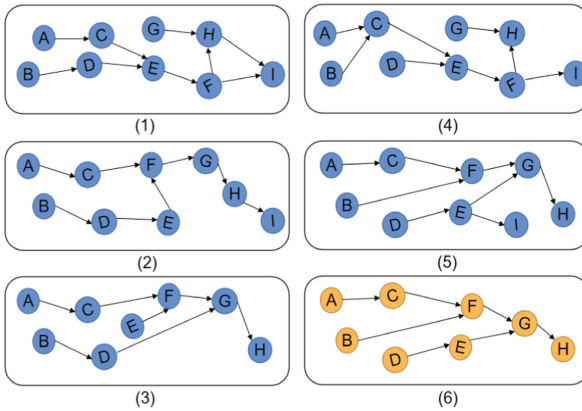 A C G H
B D E F I
(1)
A C G H
B D E F I
(4)
A C F G
B D E H I
(2)
A C F G
B D E I H
(5)
A C F G
B D E H
(3)
A C F G
B D E H
(6)